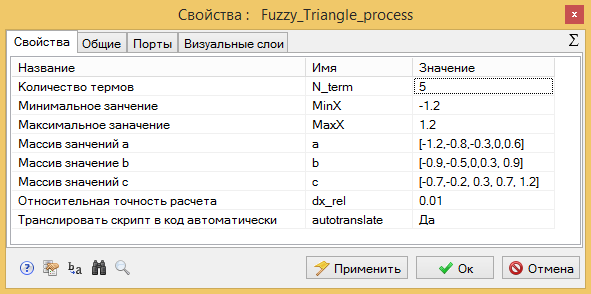 Свойства :   Fuzzy_Triangle_process
x
Свойства Общие Порты Визуальные слои Σ
Название Имя Значение
Количество термов N_term 5
Минимальное занчение MinX -1.2
Максимальное заначение MaxX 1.2
Массив занчений a a [-1.2,-0.8,-0.3,0,0.6]
Массив значений b b [-0.9,-0.5,0,0.3, 0.9]
Массив значений c c [-0.7,-0.2, 0.3, 0.7, 1.2]
Относительная точность расчета dx_rel 0.01
Транслировать скрипт в код автоматически autotranslate Да
? b a Применить Ок Отмена